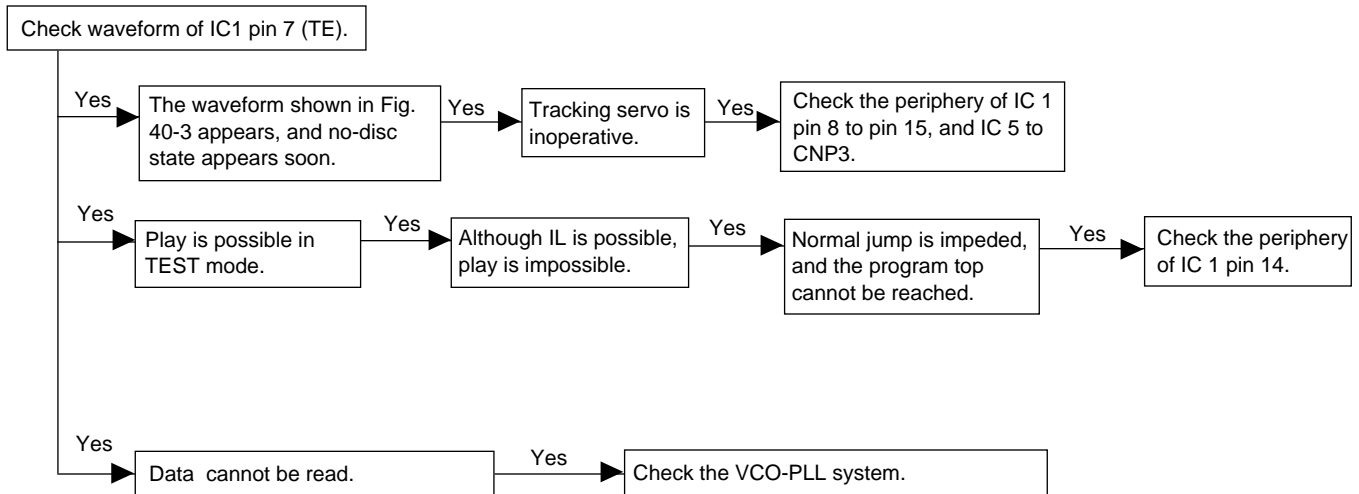 Check waveform of IC1 pin 7 (TE).
Yes
The waveform shown in Fig.
40-3 appears, and no-disc
state appears soon.
Yes
Tracking servo is
inoperative.
Yes
Check the periphery of IC 1
pin 8 to pin 15, and IC 5 to
CNP3.
Yes
Play is possible in
TEST mode.
Yes
Although IL is possible,
play is impossible.
Yes
Normal jump is impeded,
and the program top
cannot be reached.
Yes
Check the periphery
of IC 1 pin 14.
Yes
Data cannot be read.
Yes
Check the VCO-PLL system.